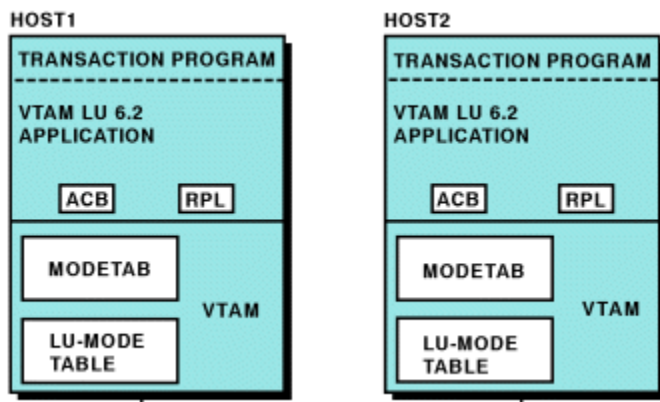 HOST1
TRANSACTION PROGRAM
VTAM LU 6.2
APPLICATION
ACB
RPL
MODETAB
VTAM
LU-MODE
TABLE
HOST2
TRANSACTION PROGRAM
VTAM LU 6.2
APPLICATION
ACB
RPL
MODETAB
VTAM
LU-MODE
TABLE